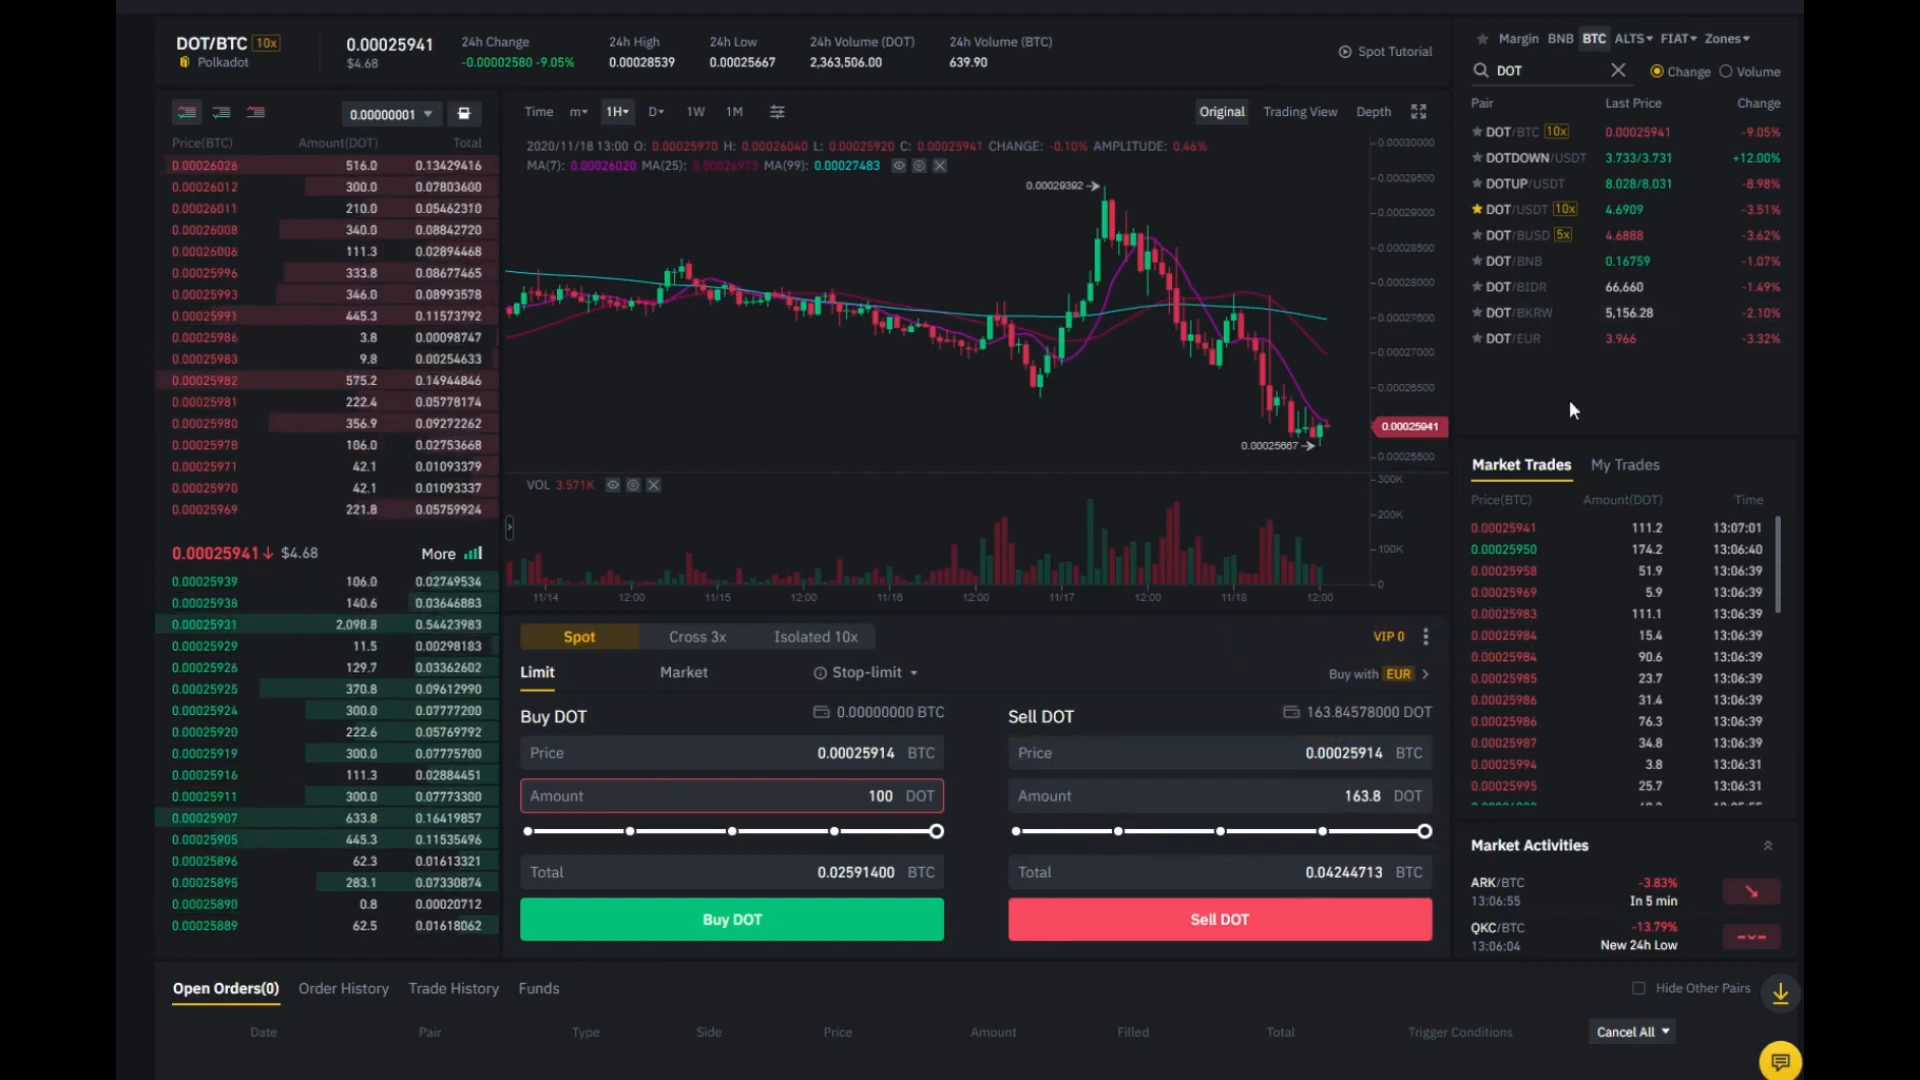 DOT/BTC 10x
Polkadot
0.00025941
$4.68
24h Change
-0.00002580 -9.05%
24h High
0.00028539
24h Low
0.00025667
24h Volume (DOT)
2,363,506.00
24h Volume (BTC)
639.90
Spot Tutorial
0.00000001
Price(BTC) Amount(DOT) Total
0.00026026 516.0 0.13429416
0.00026012 300.0 0.07803600
0.00026011 210.0 0.05462310
0.00026008 340.0 0.08842720
0.00026006 111.3 0.02894468
0.00025996 333.8 0.08677465
0.00025993 346.0 0.08993578
0.00025991 445.3 0.11573792
0.00025986 3.8 0.00098747
0.00025983 9.8 0.00254633
0.00025982 575.2 0.14944846
0.00025981 222.4 0.05778174
0.00025980 356.9 0.09272262
0.00025978 106.0 0.02753668
0.00025971 42.1 0.01093379
0.00025970 42.1 0.01093337
0.00025969 221.8 0.05759924
0.00025941↓ $4.68 More
0.00025939 106.0 0.02749534
0.00025938 140.6 0.03646883
0.00025931 2,098.8 0.54423983
0.00025929 11.5 0.00298183
0.00025926 129.7 0.03362602
0.00025925 370.8 0.09612990
0.00025924 300.0 0.07777200
0.00025920 222.6 0.05769792
0.00025919 300.0 0.07775700
0.00025916 111.3 0.02884451
0.00025911 300.0 0.07773300
0.00025907 633.8 0.16419857
0.00025905 445.3 0.11535496
0.00025896 62.3 0.01613321
0.00025895 283.1 0.07330874
0.00025890 0.8 0.00020712
0.00025889 62.5 0.01618062
Time m 1H D 1W 1M
Original Trading View Depth
2020/11/18 13:00 O: 0.00025970 H: 0.00026040 L: 0.00025920 C: 0.00025941 CHANGE: -0.10% AMPLITUDE: 0.46%
MA(7): 0.00026020 MA(25): 0.00026973 MA(99): 0.00027483
0.00029392
0.00025667
0.00030000
0.00029500
0.00029000
0.00028500
0.00028000
0.00027500
0.00027000
0.00026500
0.00025941
0.00025500
VOL 3.571K
300K
200K
100K
0
11/14 12:00 11/15 12:00 11/16 12:00 11/17 12:00 11/18 12:00
Spot Cross 3x Isolated 10x
VIP 0
Limit Market Stop-limit
Buy with EUR
Buy DOT 0.00000000 BTC
Price 0.00025914 BTC
Amount 100 DOT
Total 0.02591400 BTC
Buy DOT
Sell DOT 163.84578000 DOT
Price 0.00025914 BTC
Amount 163.8 DOT
Total 0.04244713 BTC
Sell DOT
Margin BNB BTC ALTS FIAT Zones
DOT
Change Volume
Pair Last Price Change
DOT/BTC 10x 0.00025941 -9.05%
DOTDOWN/USDT 3.733/3.731 +12.00%
DOTUP/USDT 8.028/8.031 -8.98%
DOT/USDT 10x 4.6909 -3.51%
DOT/BUSD 5x 4.6888 -3.62%
DOT/BNB 0.16759 -1.07%
DOT/BIDR 66,660 -1.49%
DOT/BKRW 5,156.28 -2.10%
DOT/EUR 3.966 -3.32%
Market Trades My Trades
Price(BTC) Amount(DOT) Time
0.00025941 111.2 13:07:01
0.00025950 174.2 13:06:40
0.00025958 51.9 13:06:39
0.00025969 5.9 13:06:39
0.00025983 111.1 13:06:39
0.00025984 15.4 13:06:39
0.00025984 90.6 13:06:39
0.00025985 23.7 13:06:39
0.00025986 31.4 13:06:39
0.00025986 76.3 13:06:39
0.00025987 34.8 13:06:39
0.00025994 3.8 13:06:31
0.00025995 25.7 13:06:31
Market Activities
ARK/BTC -3.83%
13:06:55 In 5 min
QKC/BTC -13.79%
13:06:04 New 24h Low
Open Orders(0) Order History Trade History Funds
Hide Other Pairs
Date Pair Type Side Price Amount Filled Total Trigger Conditions Cancel All